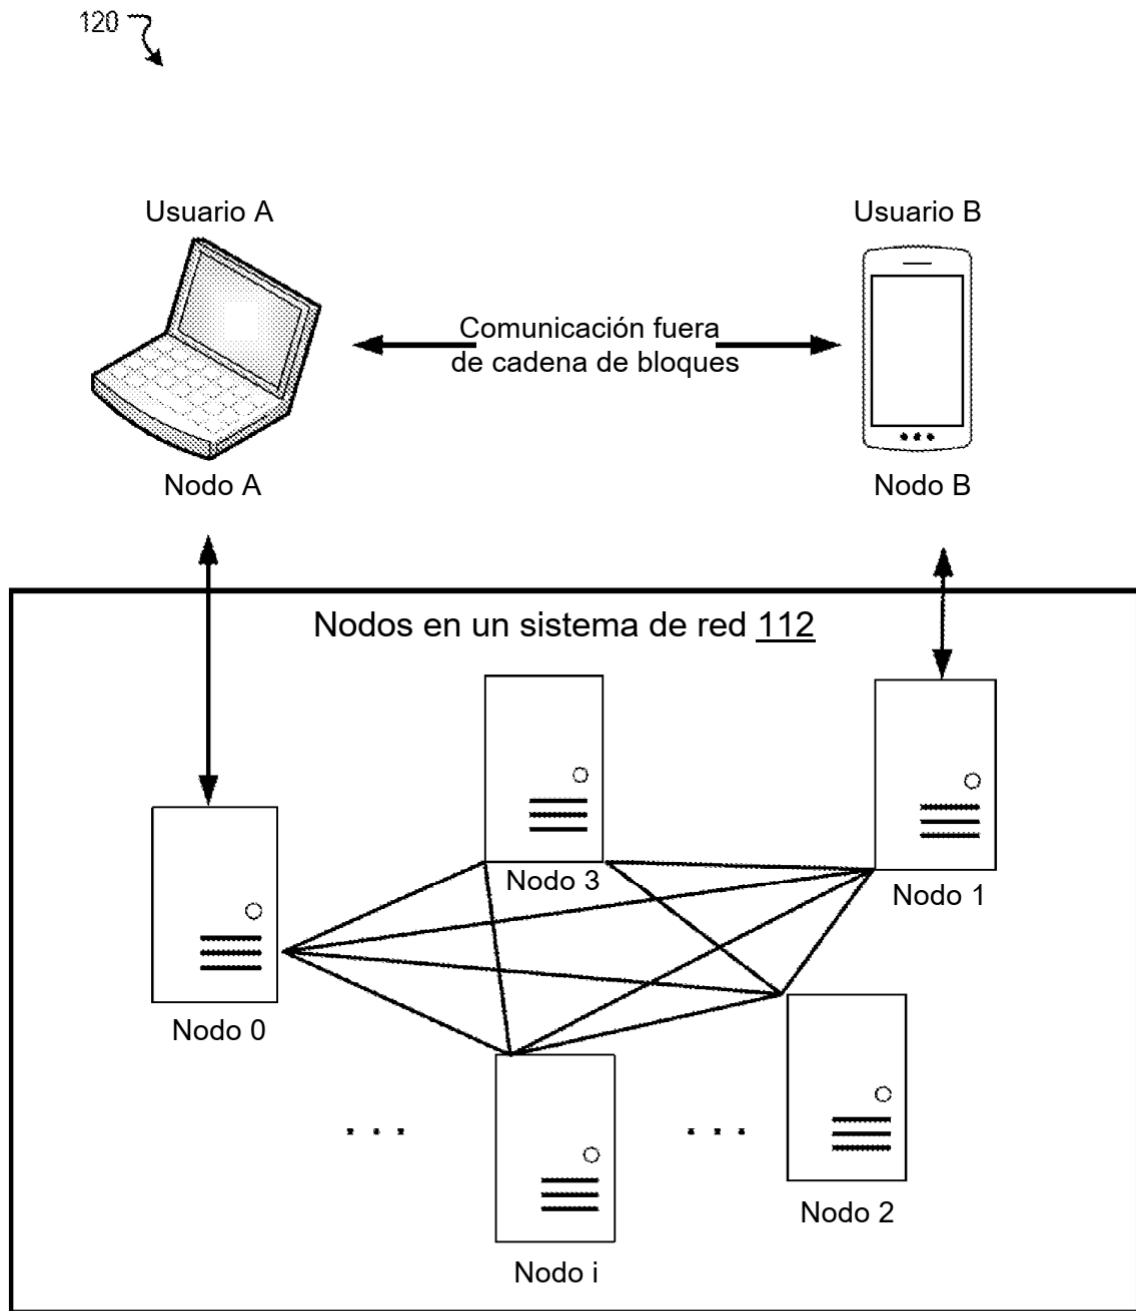 120
Usuario A
Usuario B
Comunicación fuera
de cadena de bloques
Nodo A
Nodo B
Nodos en un sistema de red 112
Nodo 3
Nodo 1
Nodo 0
. . .
. . .
Nodo 2
Nodo i